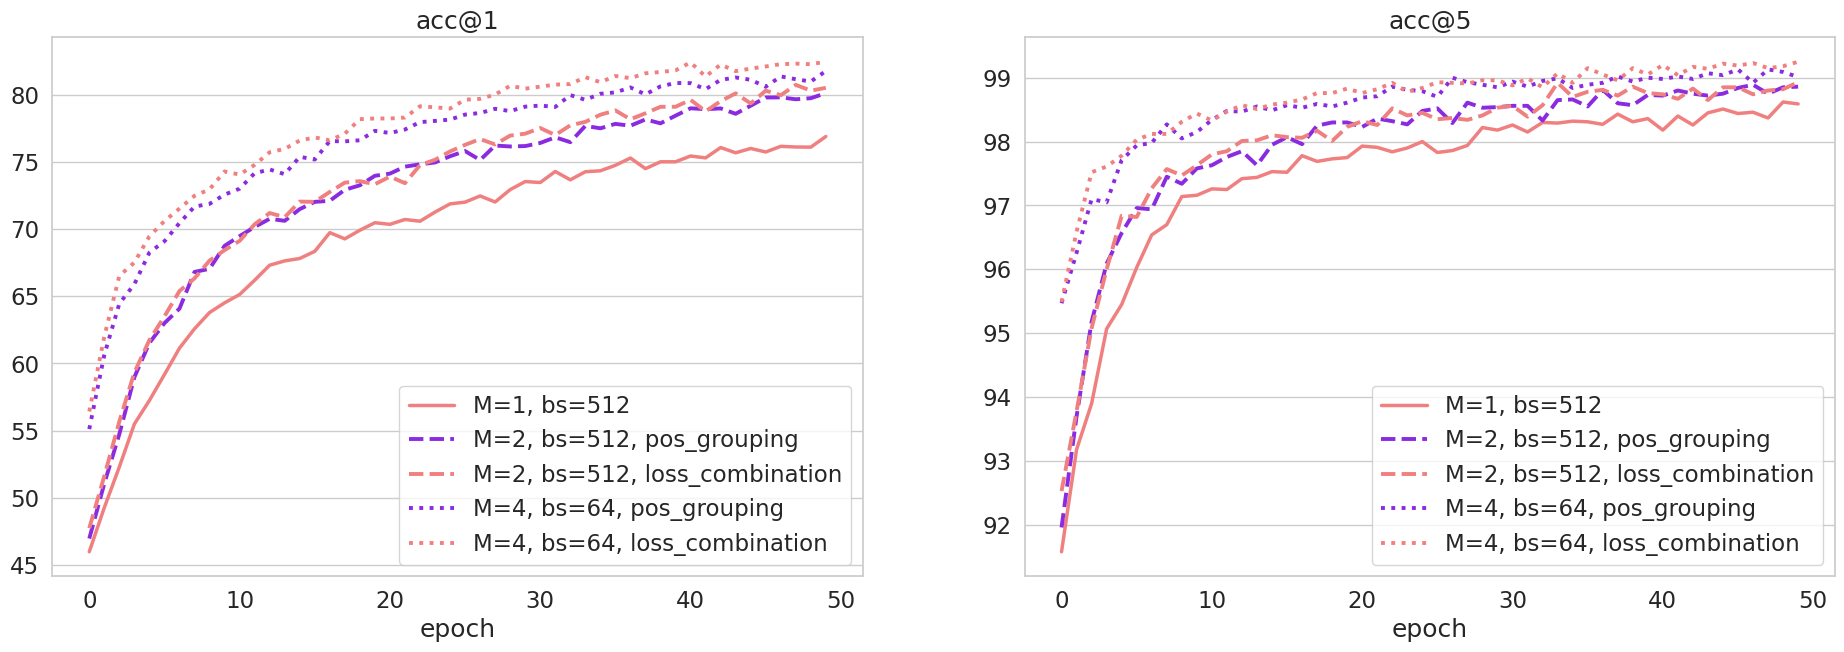 acc@1
80
75
70
65
60
55
50
45
0 10 20 30 40 50
epoch
M=1, bs=512
M=2, bs=512, pos_grouping
M=2, bs=512, loss_combination
M=4, bs=64, pos_grouping
M=4, bs=64, loss_combination
acc@5
99
98
97
96
95
94
93
92
0 10 20 30 40 50
epoch
M=1, bs=512
M=2, bs=512, pos_grouping
M=2, bs=512, loss_combination
M=4, bs=64, pos_grouping
M=4, bs=64, loss_combination